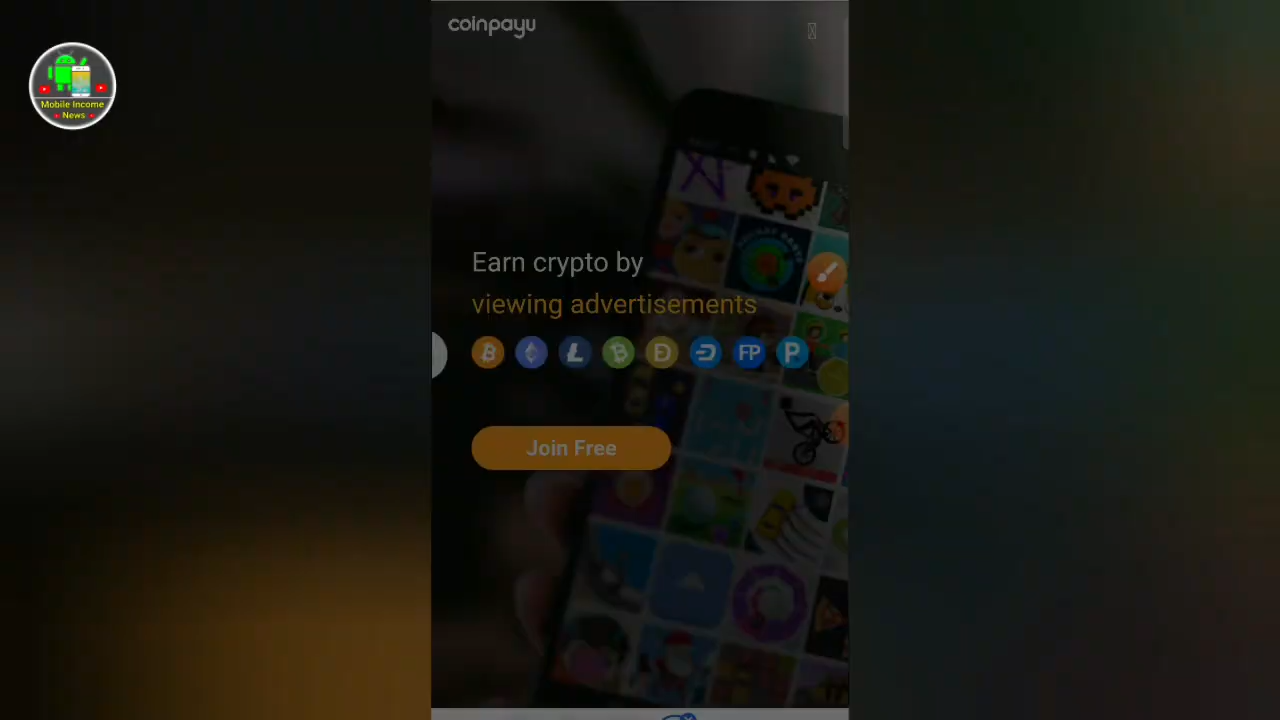 coinpayu
Mobile Income
News
Earn crypto by
viewing advertisements
FP
Join Free